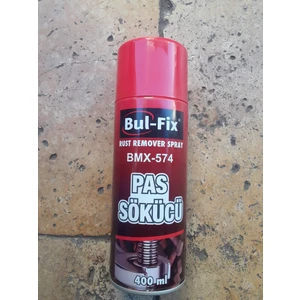 Bul-Fix
RUST REMOVER SPRAY
BMX-574
PAS
SÖKÜCÜ
400 ml